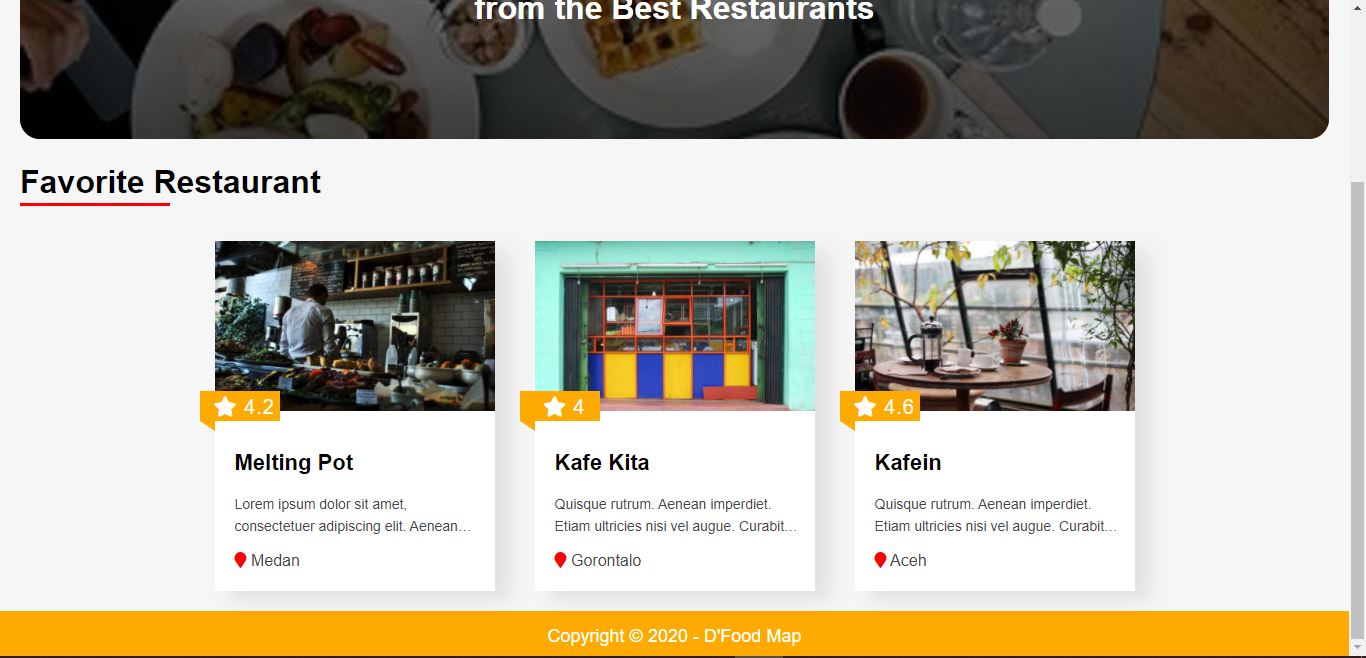 from the Best Restaurants
Favorite Restaurant
4.2
Melting Pot
Lorem ipsum dolor sit amet,
consectetuer adipiscing elit. Aenean…
Medan
4
Kafe Kita
Quisque rutrum. Aenean imperdiet.
Etiam ultricies nisi vel augue. Curabit…
Gorontalo
4.6
Kafein
Quisque rutrum. Aenean imperdiet.
Etiam ultricies nisi vel augue. Curabit…
Aceh
Copyright © 2020 - D'Food Map